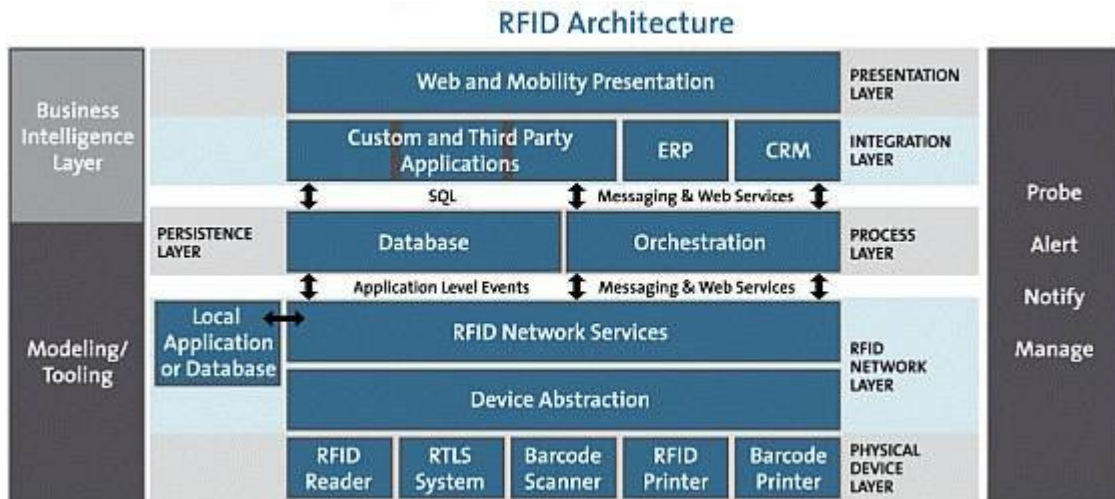 RFID Architecture
Business
Intelligence
Layer
Web and Mobility Presentation
PRESENTATION
LAYER
Custom and Third Party
Applications
ERP
CRM
INTEGRATION
LAYER
SQL
Messaging & Web Services
PERSISTENCE
LAYER
Database
Orchestration
PROCESS
LAYER
Application Level Events
Messaging & Web Services
Modeling/
Tooling
Local
Application
or Database
RFID Network Services
Device Abstraction
RFID
NETWORK
LAYER
RFID
Reader
RTLS
System
Barcode
Scanner
RFID
Printer
Barcode
Printer
PHYSICAL
DEVICE
LAYER
Probe
Alert
Notify
Manage